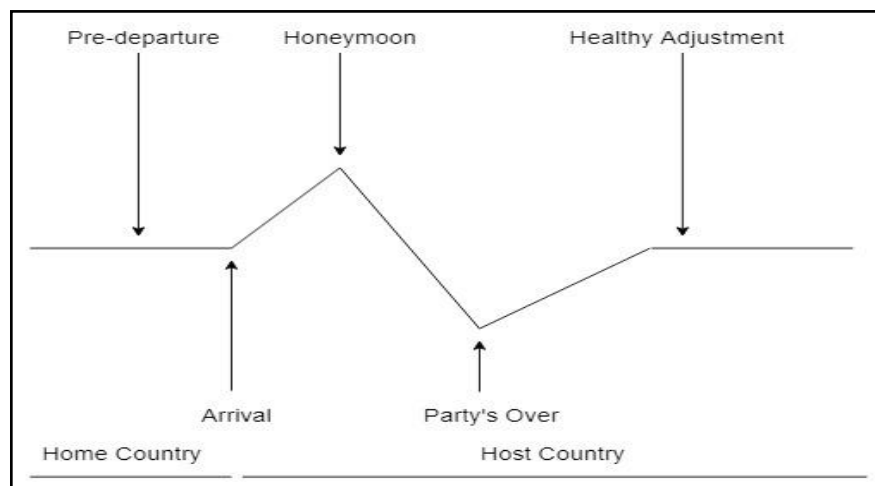 Pre-departure
Honeymoon
Healthy Adjustment
Arrival
Party's Over
Home Country
Host Country